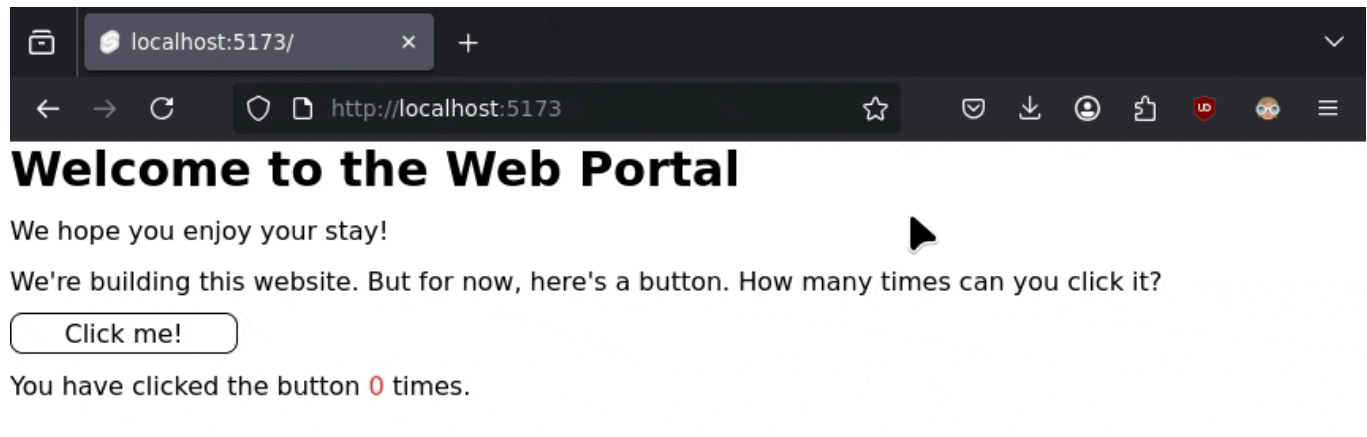 localhost:5173/
http://localhost:5173
Welcome to the Web Portal
We hope you enjoy your stay!
We're building this website. But for now, here's a button. How many times can you click it?
Click me!
You have clicked the button 0 times.